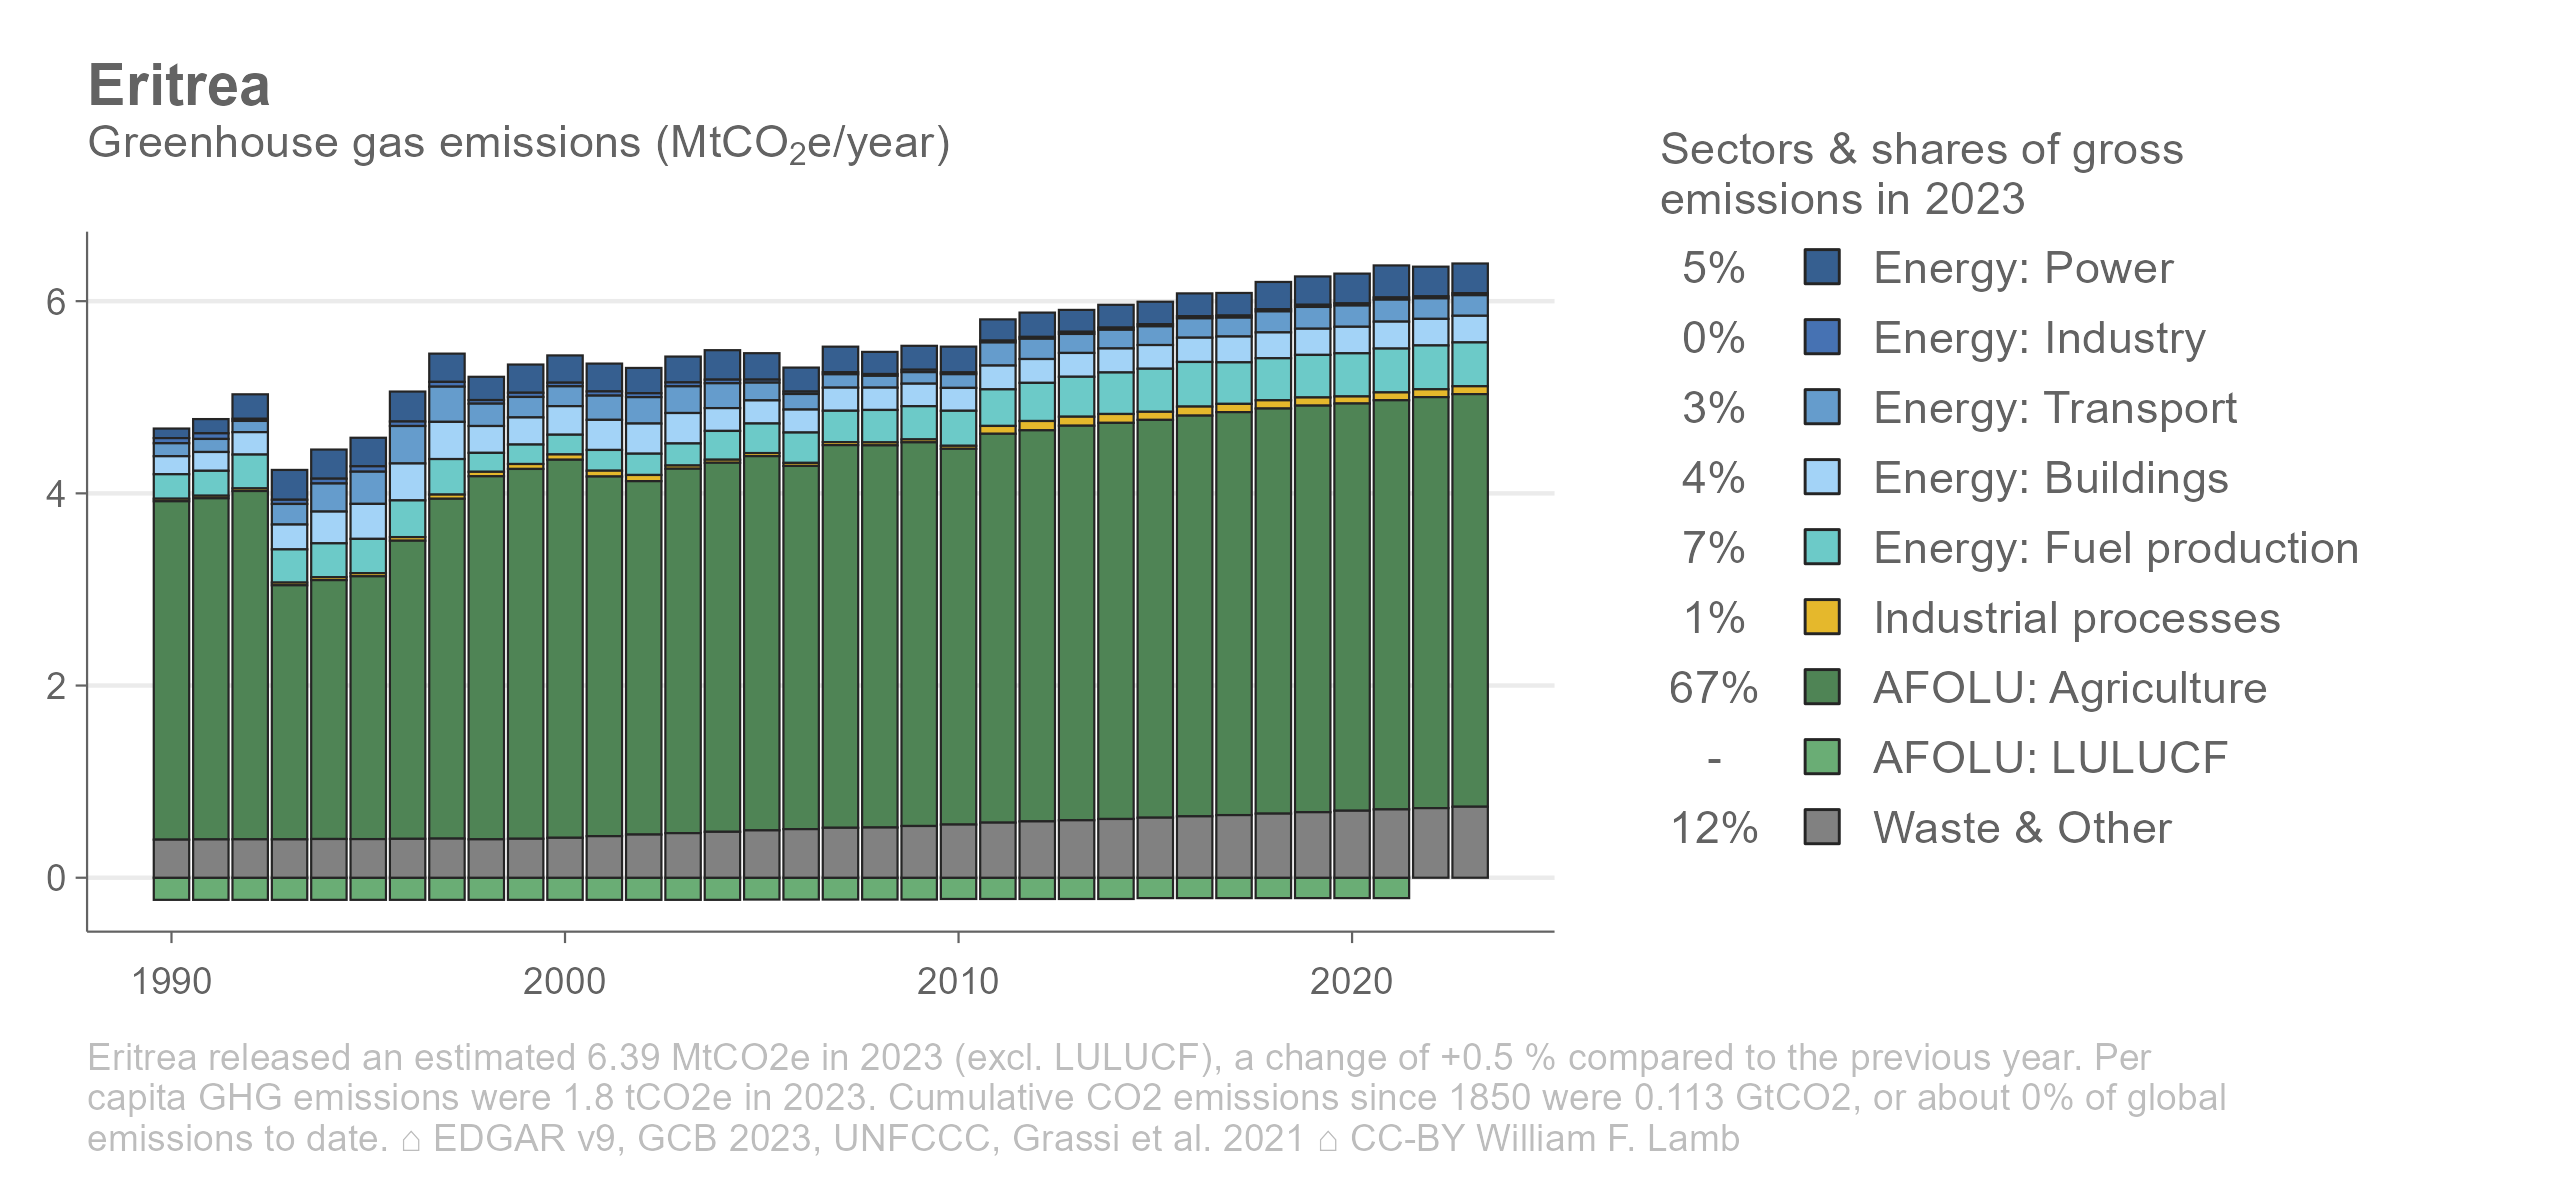 Eritrea
Greenhouse gas emissions (MtCO₂e/year)
6
4
2
0
1990 2000 2010 2020
Sectors & shares of gross
emissions in 2023
5% Energy: Power
0% Energy: Industry
3% Energy: Transport
4% Energy: Buildings
7% Energy: Fuel production
1% Industrial processes
67% AFOLU: Agriculture
- AFOLU: LULUCF
12% Waste & Other
Eritrea released an estimated 6.39 MtCO2e in 2023 (excl. LULUCF), a change of +0.5 % compared to the previous year. Per
capita GHG emissions were 1.8 tCO2e in 2023. Cumulative CO2 emissions since 1850 were 0.113 GtCO2, or about 0% of global
emissions to date. ⌂ EDGAR v9, GCB 2023, UNFCCC, Grassi et al. 2021 ⌂ CC-BY William F. Lamb